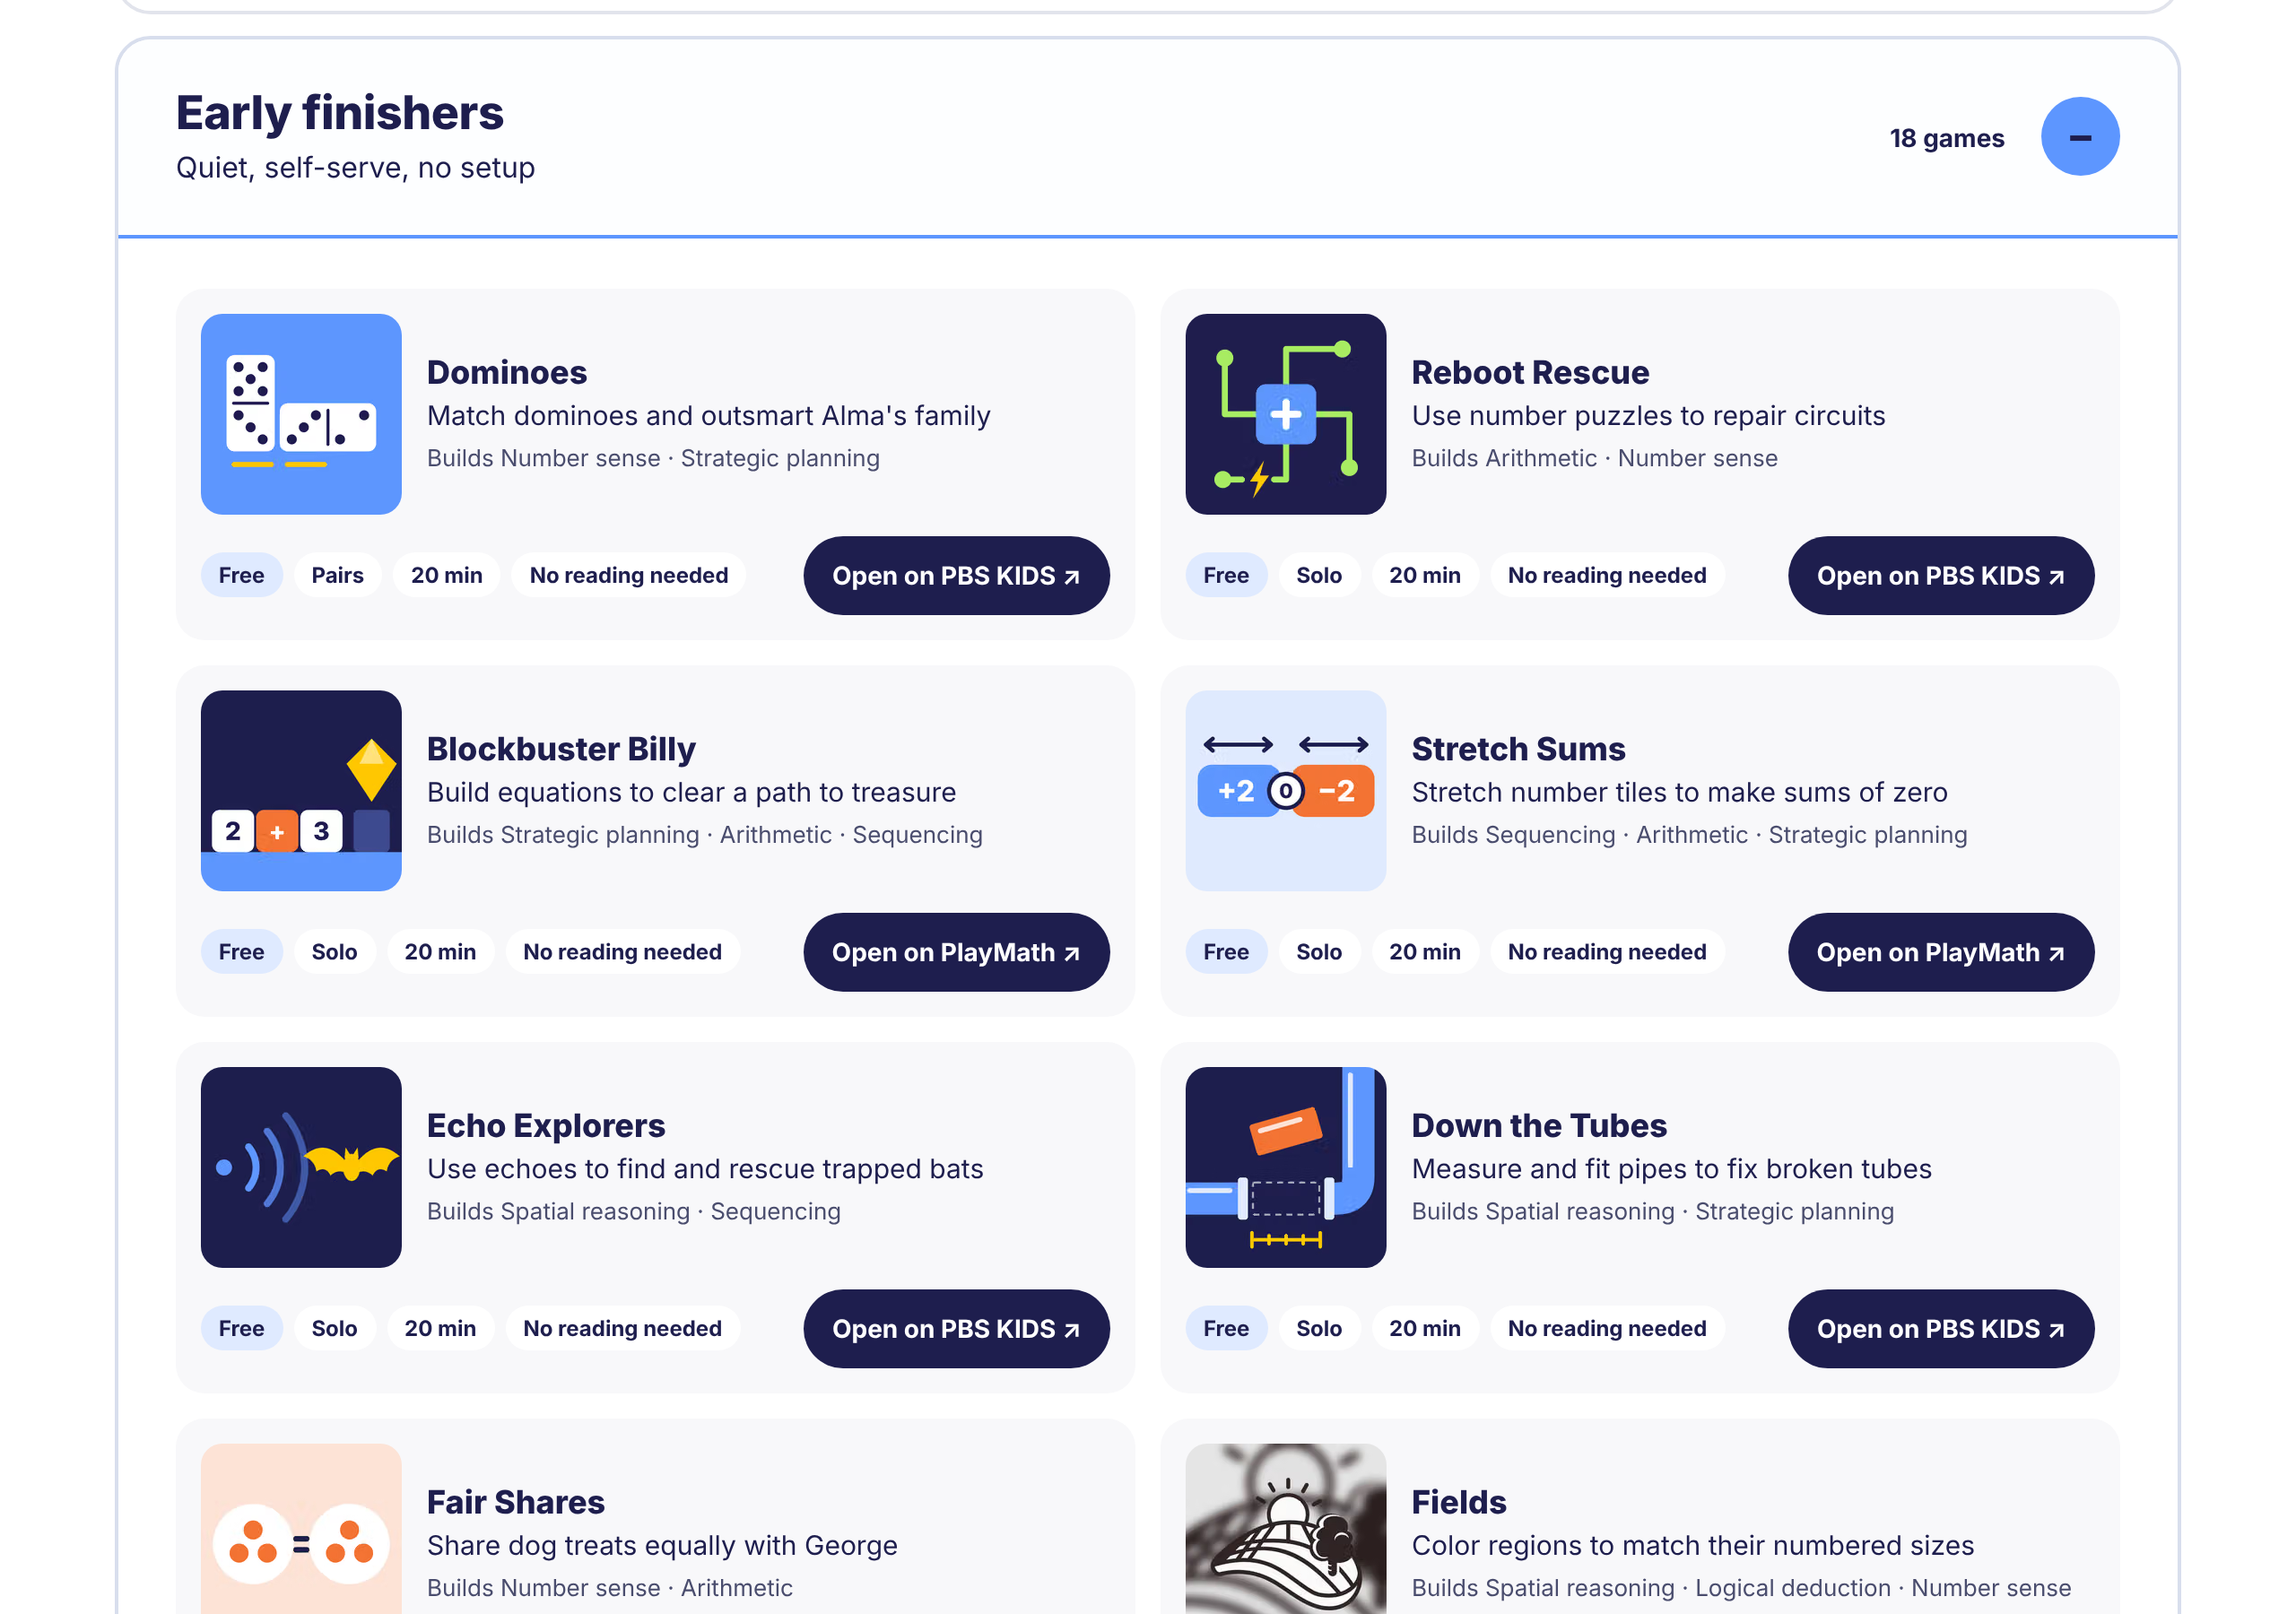 Early finishers
Quiet, self-serve, no setup
18 games
Dominoes
Match dominoes and outsmart Alma's family
Builds Number sense · Strategic planning
Free Pairs 20 min No reading needed Open on PBS KIDS ↗
Reboot Rescue
Use number puzzles to repair circuits
Builds Arithmetic · Number sense
Free Solo 20 min No reading needed Open on PBS KIDS ↗
2 + 3
Blockbuster Billy
Build equations to clear a path to treasure
Builds Strategic planning · Arithmetic · Sequencing
Free Solo 20 min No reading needed Open on PlayMath ↗
+2 0 −2
Stretch Sums
Stretch number tiles to make sums of zero
Builds Sequencing · Arithmetic · Strategic planning
Free Solo 20 min No reading needed Open on PlayMath ↗
Echo Explorers
Use echoes to find and rescue trapped bats
Builds Spatial reasoning · Sequencing
Free Solo 20 min No reading needed Open on PBS KIDS ↗
Down the Tubes
Measure and fit pipes to fix broken tubes
Builds Spatial reasoning · Strategic planning
Free Solo 20 min No reading needed Open on PBS KIDS ↗
=
Fair Shares
Share dog treats equally with George
Builds Number sense · Arithmetic
Fields
Color regions to match their numbered sizes
Builds Spatial reasoning · Logical deduction · Number sense